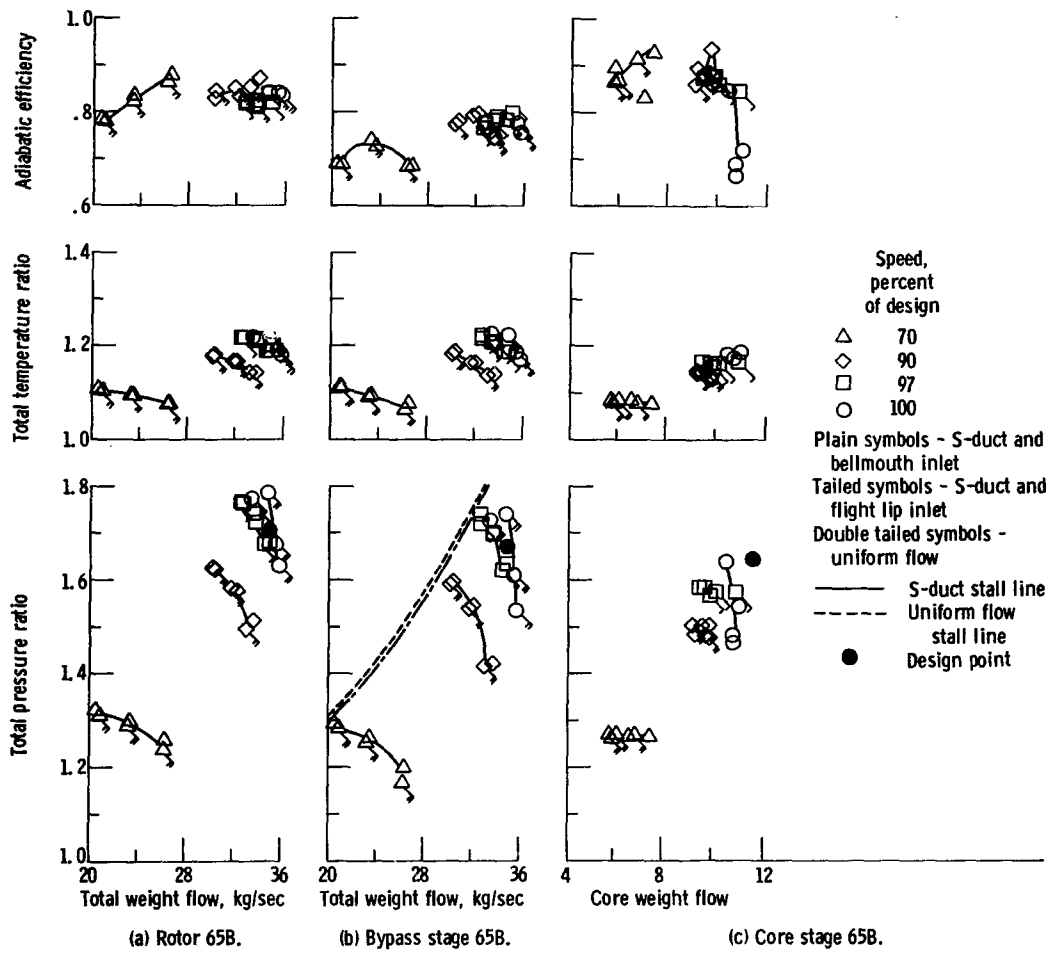 Adiabatic efficiency
1.0
.8
.6
Total temperature ratio
1.4
1.2
1.0
Speed,
percent
of design
70
90
97
100
Plain symbols - S-duct and
bellmouth inlet
Tailed symbols - S-duct and
flight lip inlet
Double tailed symbols -
uniform flow
S-duct stall line
Uniform flow
stall line
Design point
Total pressure ratio
1.8
1.6
1.4
1.2
1.0
20 28 36 20 28 36 4 8 12
Total weight flow, kg/sec Total weight flow, kg/sec Core weight flow
(a) Rotor 65B. (b) Bypass stage 65B. (c) Core stage 65B.